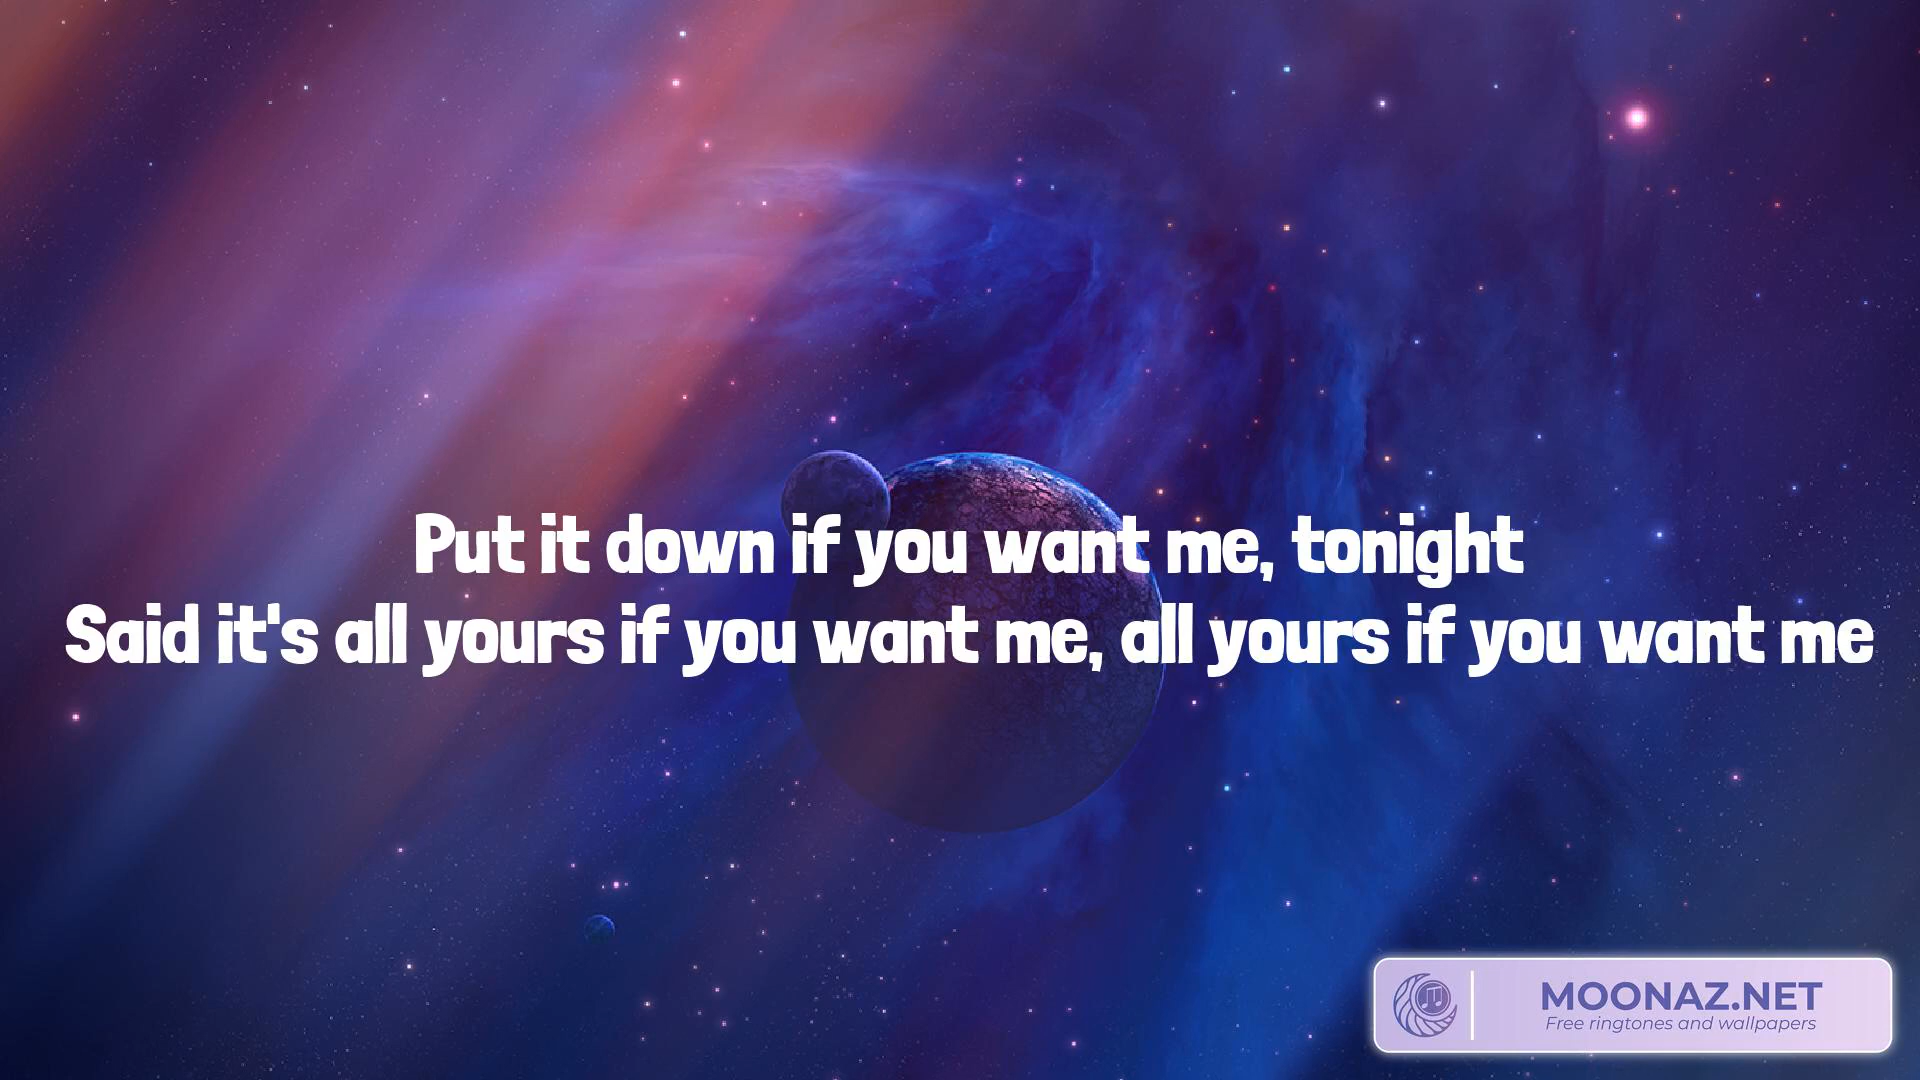 Put it down if you want me, tonight
Said it's all yours if you want me, all yours if you want me
MOONAZ.NET
Free ringtones and wallpapers